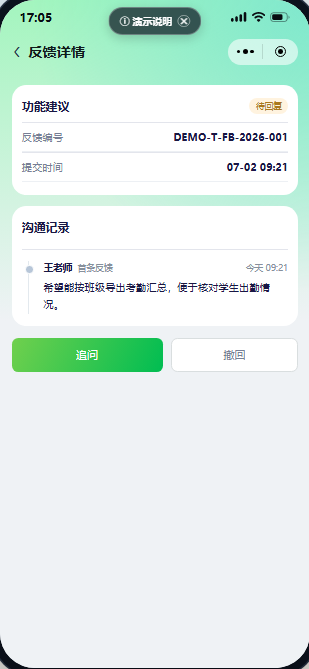 17:05
演示说明
反馈详情
功能建议
待回复
反馈编号
DEMO-T-FB-2026-001
提交时间
07-02 09:21
沟通记录
王老师 首条反馈
今天 09:21
希望能按班级导出考勤汇总，便于核对学生出勤情
况。
追问
撤回